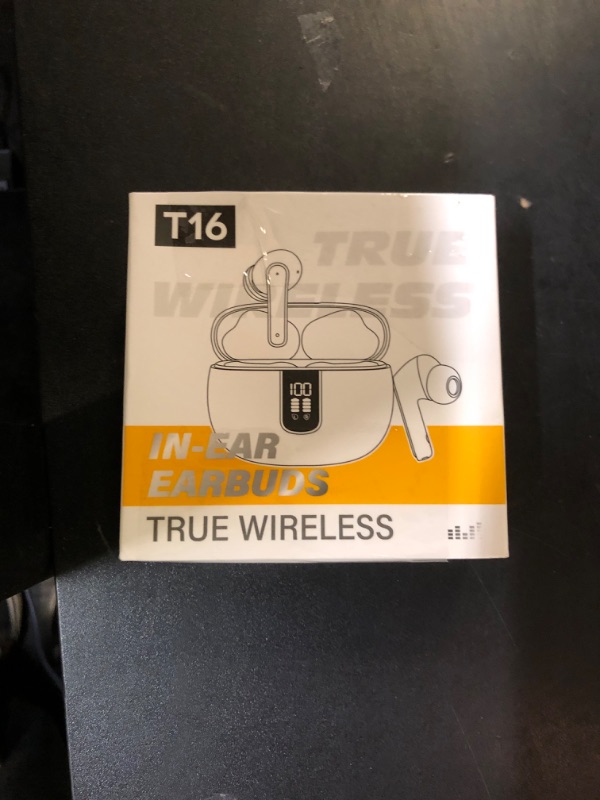 T16
TRUE
WIRELESS
100
IN-EAR
EARBUDS
TRUE WIRELESS